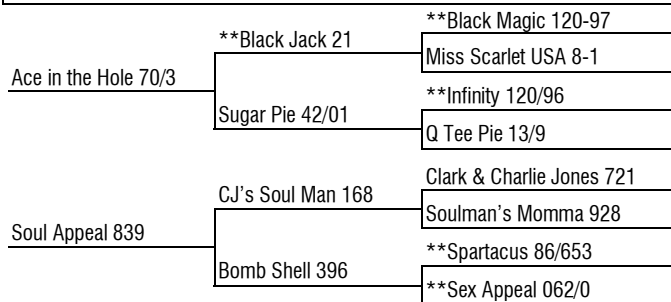 **Black Magic 120-97
**Black Jack 21
Miss Scarlet USA 8-1
Ace in the Hole 70/3
**Infinity 120/96
Sugar Pie 42/01
Q Tee Pie 13/9
Clark & Charlie Jones 721
CJ's Soul Man 168
Soulman's Momma 928
Soul Appeal 839
**Spartacus 86/653
Bomb Shell 396
**Sex Appeal 062/0